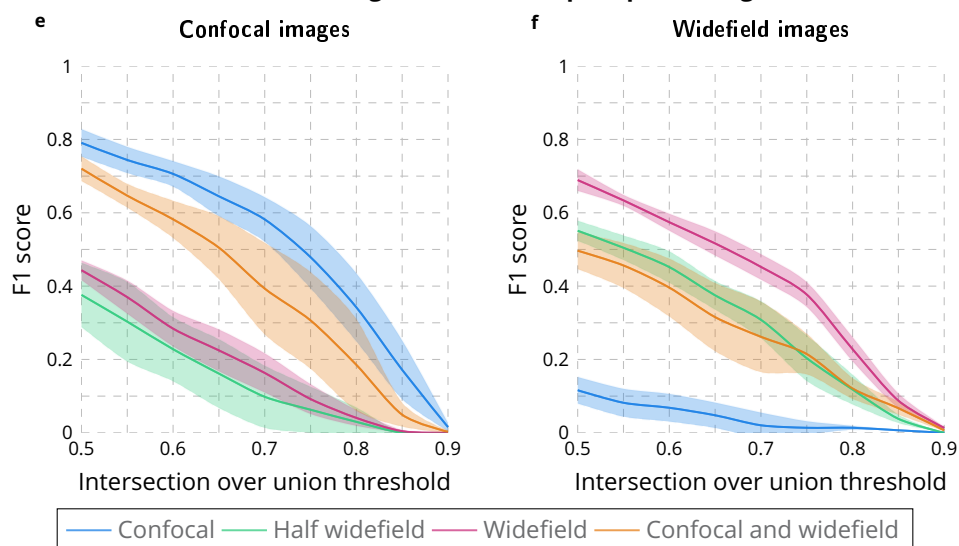 e
Confocal images
f
Widefield images
1
0.8
0.6
0.4
0.2
0
F1 score
0.5
0.6
0.7
0.8
0.9
Intersection over union threshold
1
0.8
0.6
0.4
0.2
0
F1 score
0.5
0.6
0.7
0.8
0.9
Intersection over union threshold
Confocal Half widefield Widefield Confocal and widefield